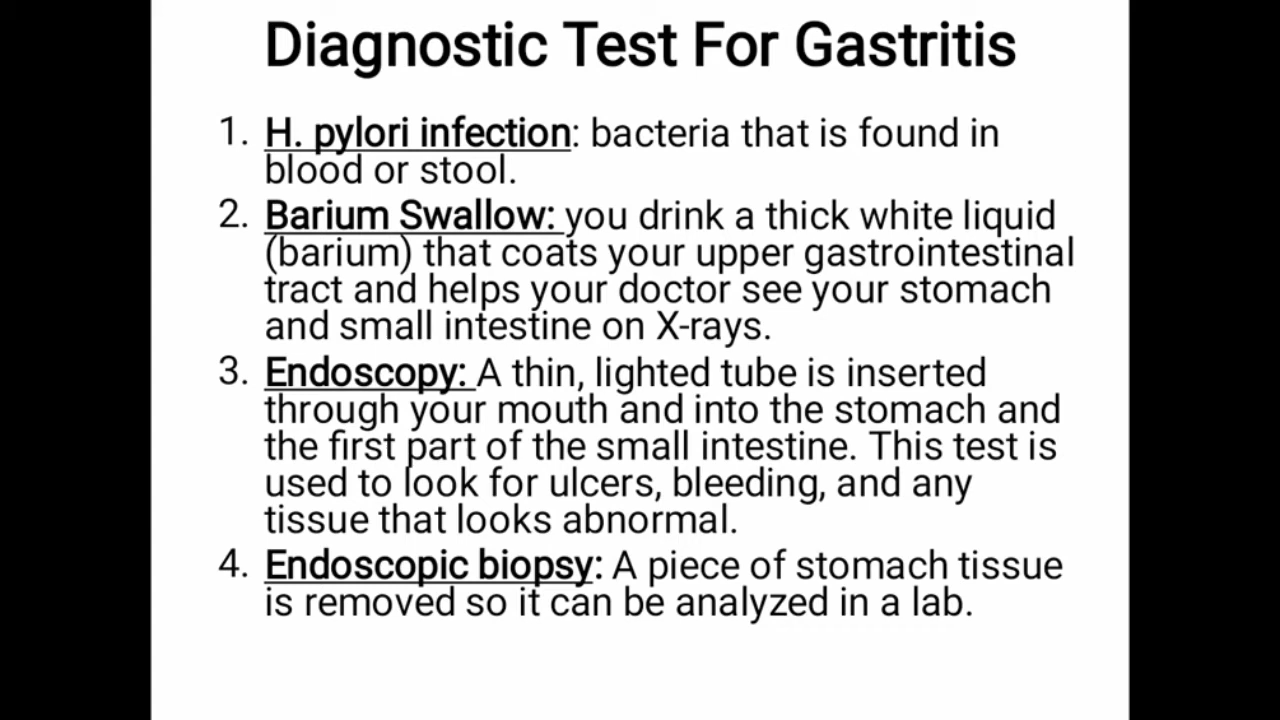 Diagnostic Test For Gastritis
1. H. pylori infection: bacteria that is found in
blood or stool.
2. Barium Swallow: you drink a thick white liquid
(barium) that coats your upper gastrointestinal
tract and helps your doctor see your stomach
and small intestine on X-rays.
3. Endoscopy: A thin, lighted tube is inserted
through your mouth and into the stomach and
the first part of the small intestine. This test is
used to look for ulcers, bleeding, and any
tissue that looks abnormal.
4. Endoscopic biopsy: A piece of stomach tissue
is removed so it can be analyzed in a lab.